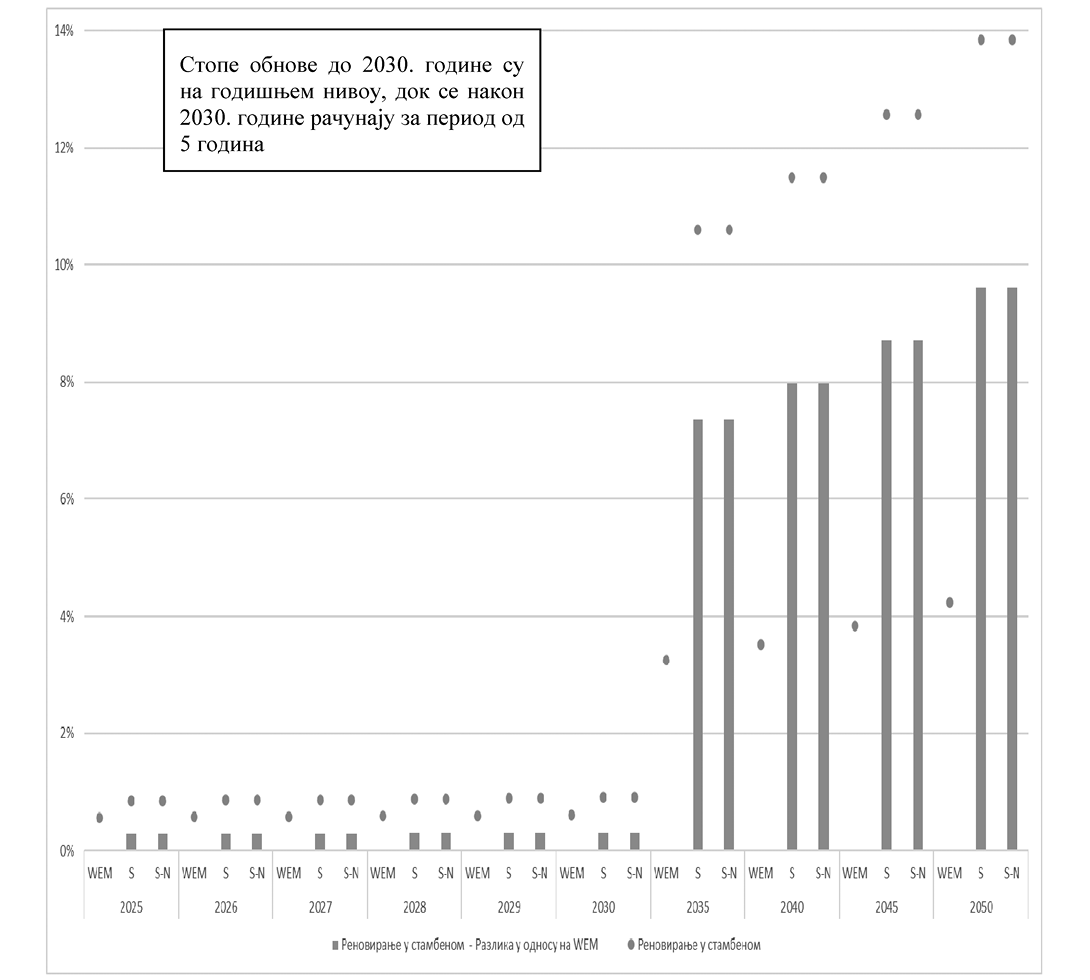 14%
Стопе обнове до 2030. године су
на годишњем нивоу, док се након
2030. године рачунају за период од
5 година
12%
10%
8%
6%
4%
2%
0%
WEM S S-N WEM S S-N WEM S S-N WEM S S-N WEM S S-N WEM S S-N WEM S S-N WEM S S-N WEM S S-N WEM S S-N
2025 2026 2027 2028 2029 2030 2035 2040 2045 2050
Реновирање у стамбеном - Разлика у односу на WEM Реновирање у стамбеном